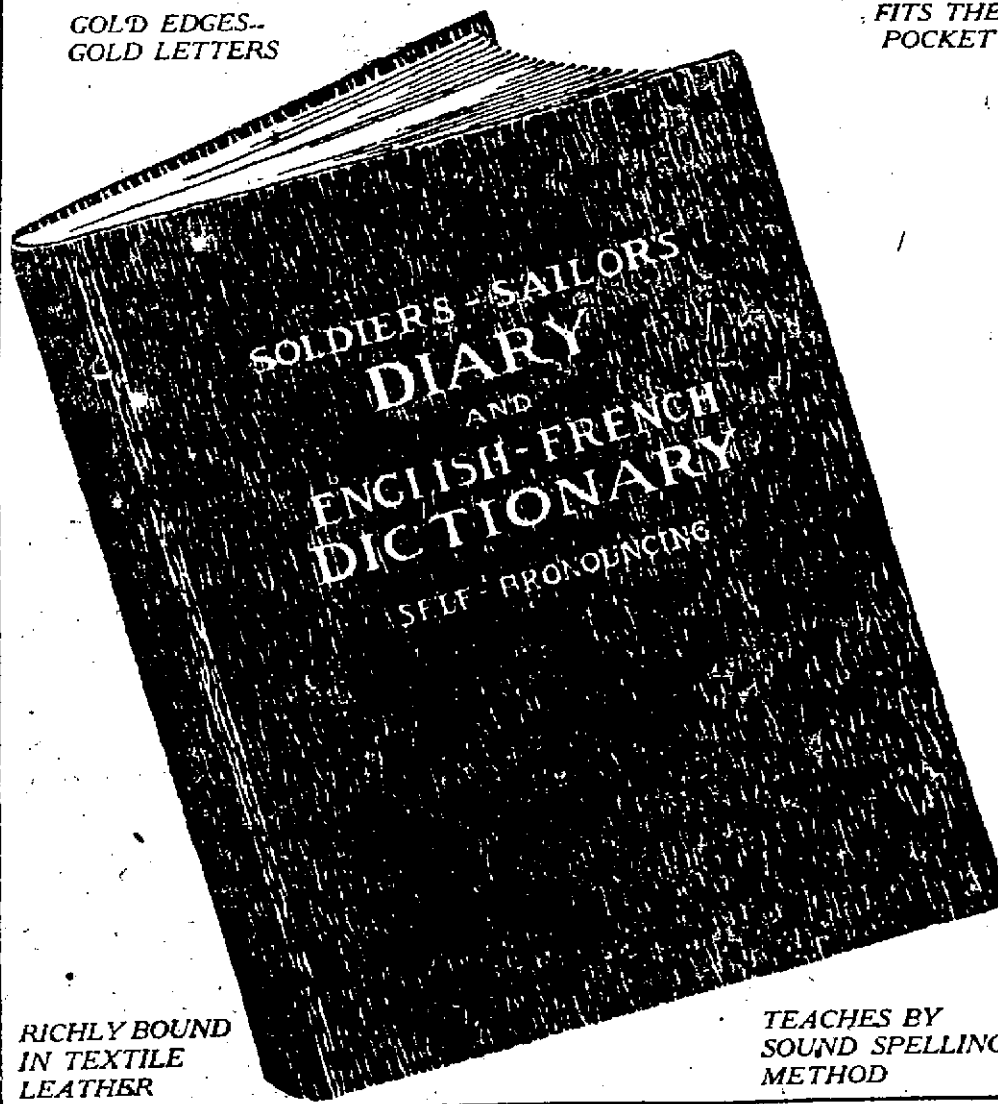 GOLD EDGES--
GOLD LETTERS
FITS THE
POCKET
SOLDIERS - SAILORS
DIARY
AND
ENGLISH-FRENCH
DICTIONARY
SELF - PRONOUNCING
RICHLY BOUND
IN TEXTILE
LEATHER
TEACHES BY
SOUND SPELLING
METHOD